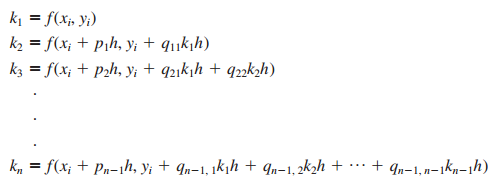 k₁ = f(xᵢ, yᵢ)
k₂ = f(xᵢ + p₁h, yᵢ + q₁₁k₁h)
k₃ = f(xᵢ + p₂h, yᵢ + q₂₁k₁h + q₂₂k₂h)
.
.
.
kₙ = f(xᵢ + pₙ₋₁h, yᵢ + qₙ₋₁, ₁k₁h + qₙ₋₁, ₂k₂h + ⋯ + qₙ₋₁, ₙ₋₁kₙ₋₁h)